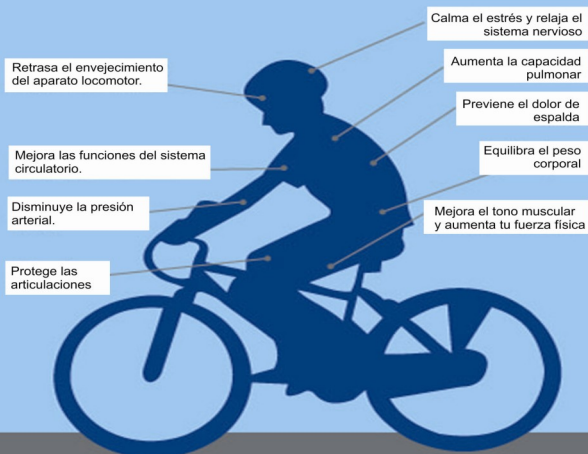 Calma el estrés y relaja el
sistema nervioso
Retrasa el envejecimiento
del aparato locomotor.
Aumenta la capacidad
pulmonar
Previene el dolor de
espalda
Mejora las funciones del sistema
circulatorio.
Equilibra el peso
corporal
Disminuye la presión
arterial.
Mejora el tono muscular
y aumenta tu fuerza física
Protege las
articulaciones